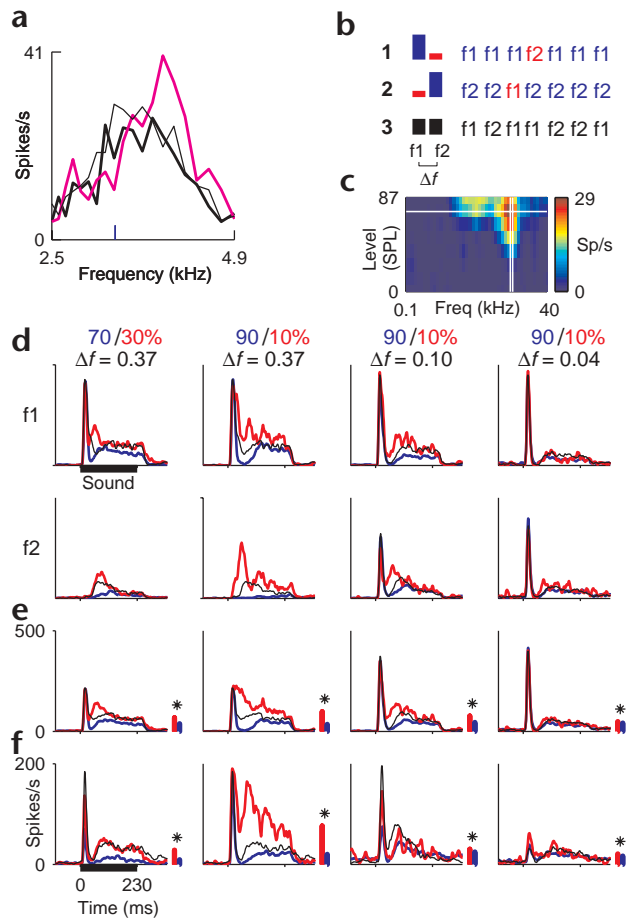 a
41
Spikes/s
0
2.5
4.9
Frequency (kHz)
b
1 f1 f1 f1 f2 f1 f1 f1
2 f2 f2 f1 f2 f2 f2 f2
3 f1 f2 f1 f1 f2 f2 f1
f1 f2
Δf
c
87
Level
(SPL)
0
0.1
Freq (kHz)
40
29
Sp/s
0
d
70/30%
Δf = 0.37
90/10%
Δf = 0.37
90/10%
Δf = 0.10
90/10%
Δf = 0.04
f1
Sound
f2
e
500
0
*
*
*
*
f
200
Spikes/s
0
*
*
*
*
0
230
Time (ms)